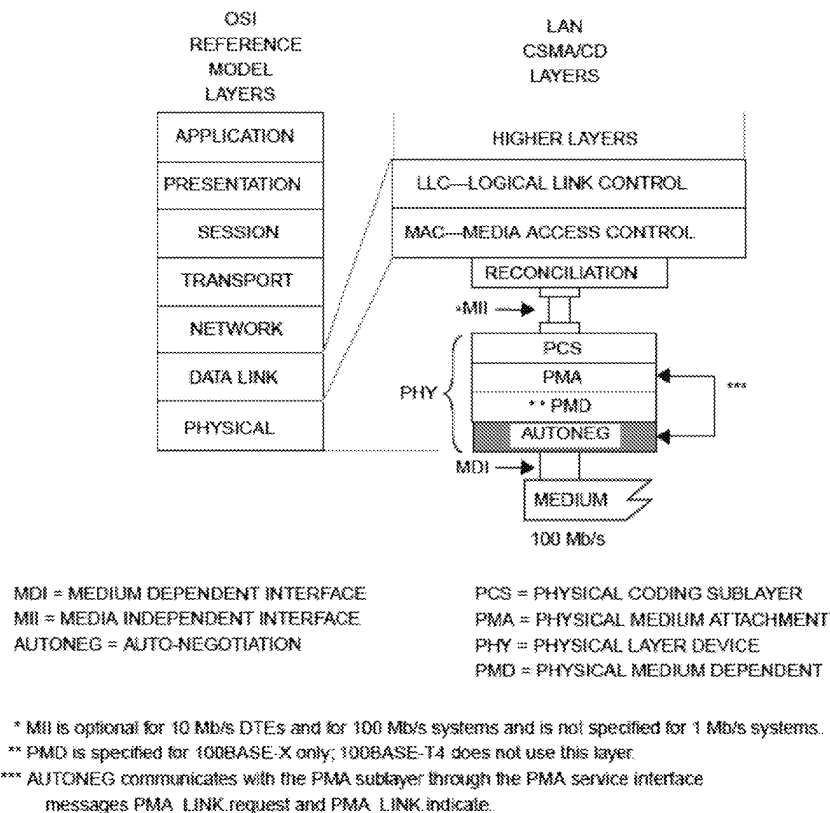 OSI
REFERENCE
MODEL
LAYERS
APPLICATION
PRESENTATION
SESSION
TRANSPORT
NETWORK
DATA LINK
PHYSICAL
LAN
CSMA/CD
LAYERS
HIGHER LAYERS
LLC—LOGICAL LINK CONTROL
MAC—MEDIA ACCESS CONTROL
RECONCILIATION
*MII
PHY
PCS
PMA
***
** PMD
AUTONEG
MDI
MEDIUM
100 Mb/s
MDI = MEDIUM DEPENDENT INTERFACE
MII = MEDIA INDEPENDENT INTERFACE
AUTONEG = AUTO-NEGOTIATION
PCS = PHYSICAL CODING SUBLAYER
PMA = PHYSICAL MEDIUM ATTACHMENT
PHY = PHYSICAL LAYER DEVICE
PMD = PHYSICAL MEDIUM DEPENDENT
* MII is optional for 10 Mb/s DTEs and for 100 Mb/s systems and is not specified for 1 Mb/s systems.
** PMD is specified for 100BASE-X only; 100BASE-T4 does not use this layer.
*** AUTONEG communicates with the PMA sublayer through the PMA service interface
messages PMA_LINK.request and PMA_LINK.indicate.